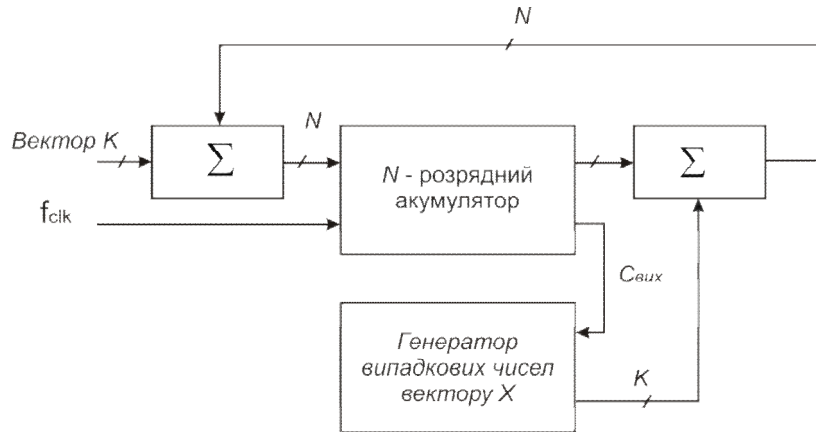 N
Вектор K
Σ
N
N - розрядний
акумулятор
Σ
fclk
Cвих
Генератор
випадкових чисел
вектору X
K